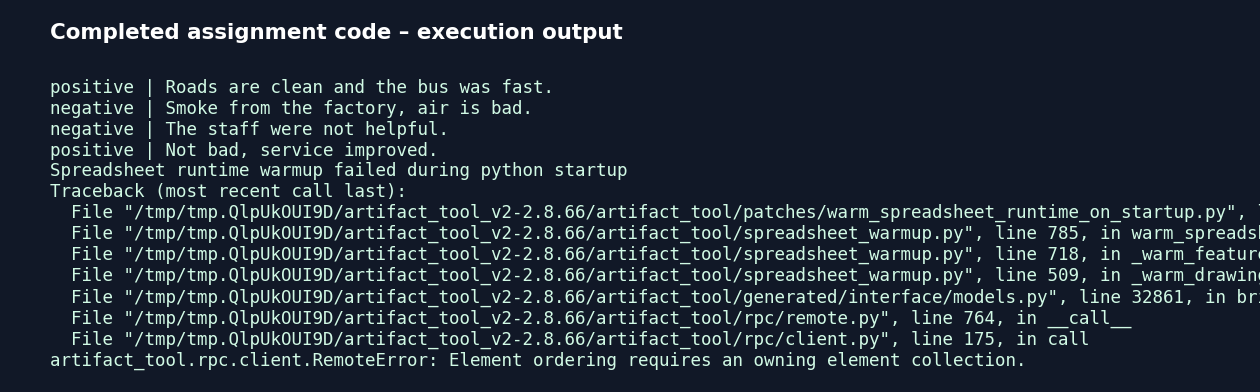 Completed assignment code – execution output
positive | Roads are clean and the bus was fast.
negative | Smoke from the factory, air is bad.
negative | The staff were not helpful.
positive | Not bad, service improved.
Spreadsheet runtime warmup failed during python startup
Traceback (most recent call last):
File "/tmp/tmp.QlpUkOUI9D/artifact_tool_v2-2.8.66/artifact_tool/patches/warm_spreadsheet_runtime_on_startup.py",
File "/tmp/tmp.QlpUkOUI9D/artifact_tool_v2-2.8.66/artifact_tool/spreadsheet_warmup.py", line 785, in warm_spreads
File "/tmp/tmp.QlpUkOUI9D/artifact_tool_v2-2.8.66/artifact_tool/spreadsheet_warmup.py", line 718, in _warm_feature
File "/tmp/tmp.QlpUkOUI9D/artifact_tool_v2-2.8.66/artifact_tool/spreadsheet_warmup.py", line 509, in _warm_drawing
File "/tmp/tmp.QlpUkOUI9D/artifact_tool_v2-2.8.66/artifact_tool/generated/interface/models.py", line 32861, in br
File "/tmp/tmp.QlpUkOUI9D/artifact_tool_v2-2.8.66/artifact_tool/rpc/remote.py", line 764, in __call__
File "/tmp/tmp.QlpUkOUI9D/artifact_tool_v2-2.8.66/artifact_tool/rpc/client.py", line 175, in call
artifact_tool.rpc.client.RemoteError: Element ordering requires an owning element collection.